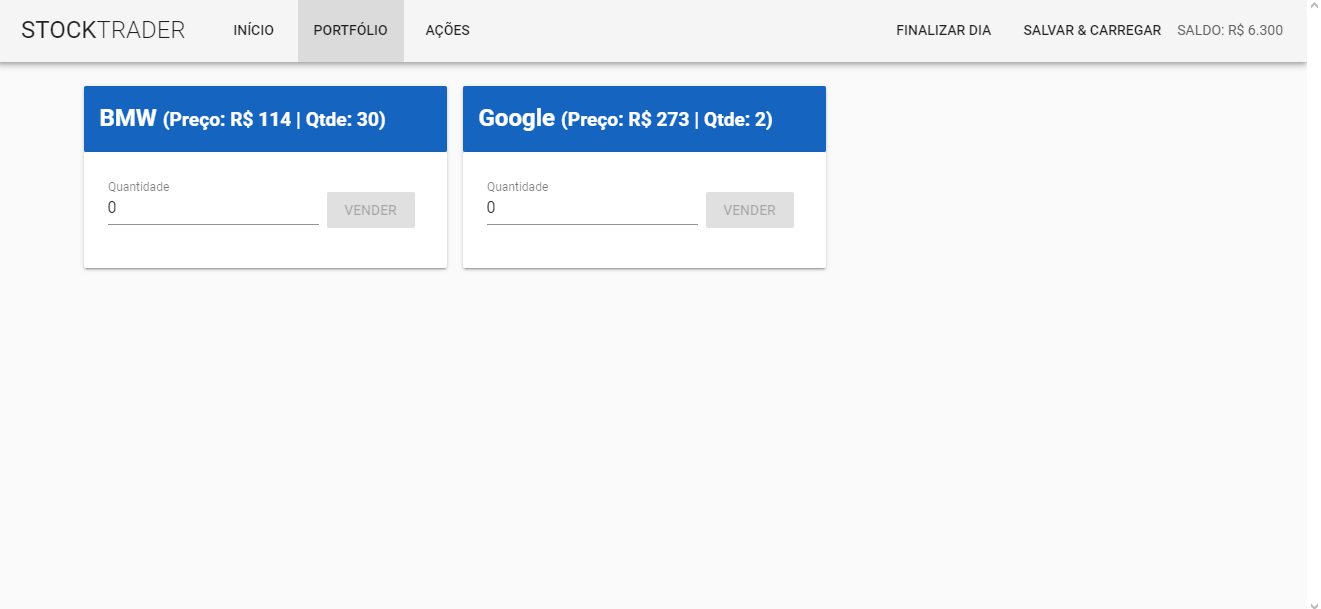 STOCKTRADER INÍCIO PORTFÓLIO AÇÕES FINALIZAR DIA SALVAR & CARREGAR SALDO: R$ 6.300
BMW (Preço: R$ 114 | Qtde: 30)
Quantidade
0
VENDER
Google (Preço: R$ 273 | Qtde: 2)
Quantidade
0
VENDER